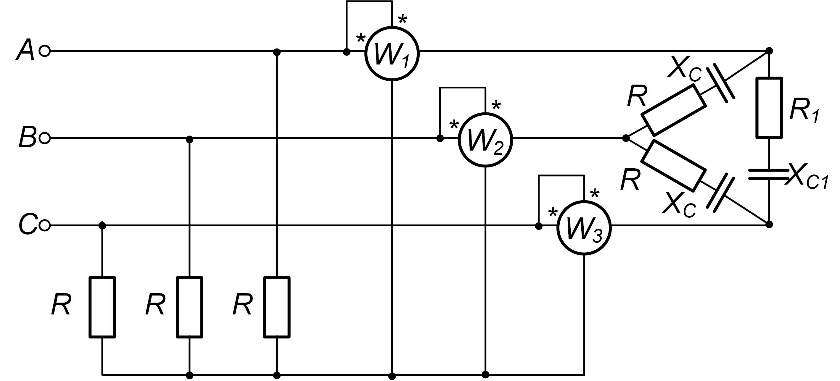 A * *
W1
XC
R
R1
B * *
W2
R
XC
XC1
C * *
W3
R R R